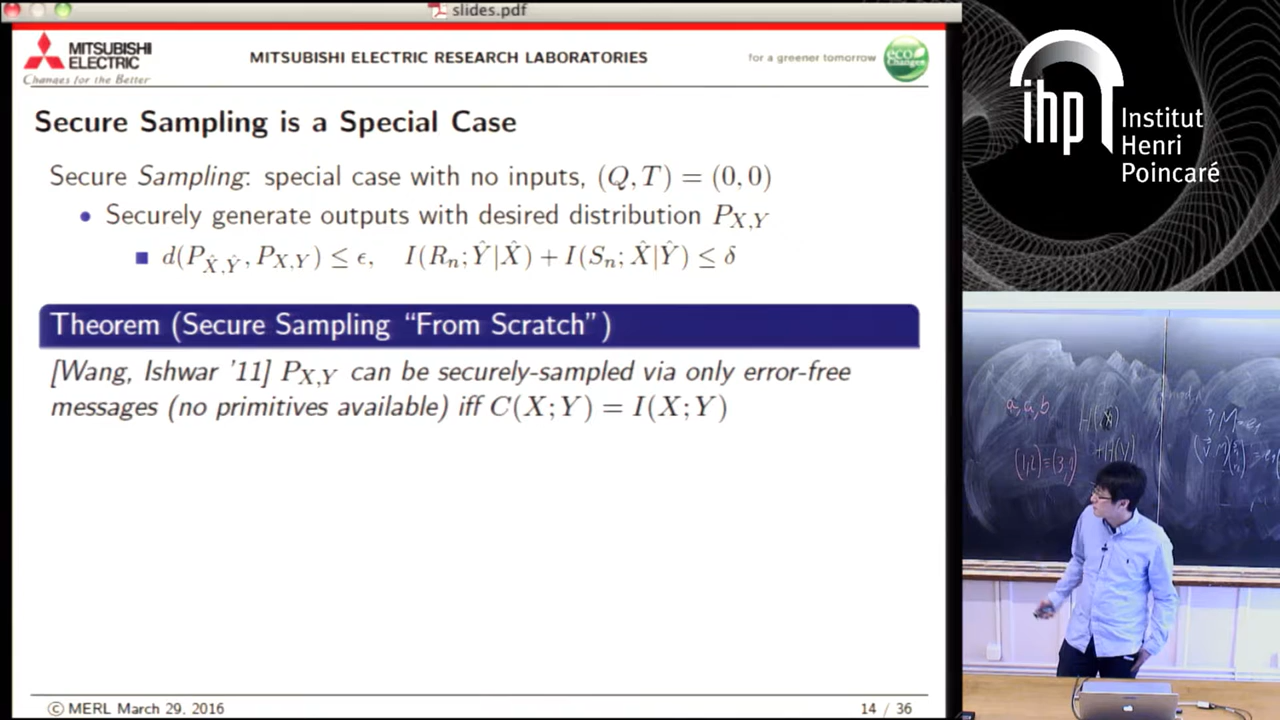 slides.pdf
MITSUBISHI ELECTRIC
Changes for the Better
MITSUBISHI ELECTRIC RESEARCH LABORATORIES
for a greener tomorrow
eco Changes
Secure Sampling is a Special Case
Secure Sampling: special case with no inputs, (Q, T) = (0, 0)
• Securely generate outputs with desired distribution P_{X,Y}
■ d(P_{X̂,Ŷ}, P_{X,Y}) ≤ ϵ, I(R_n; Ŷ|X̂) + I(S_n; X̂|Ŷ) ≤ δ
Theorem (Secure Sampling “From Scratch”)
[Wang, Ishwar '11] P_{X,Y} can be securely-sampled via only error-free
messages (no primitives available) iff C(X; Y) = I(X; Y)
© MERL March 29, 2016
14 / 36
ihp
Institut
Henri
Poincaré